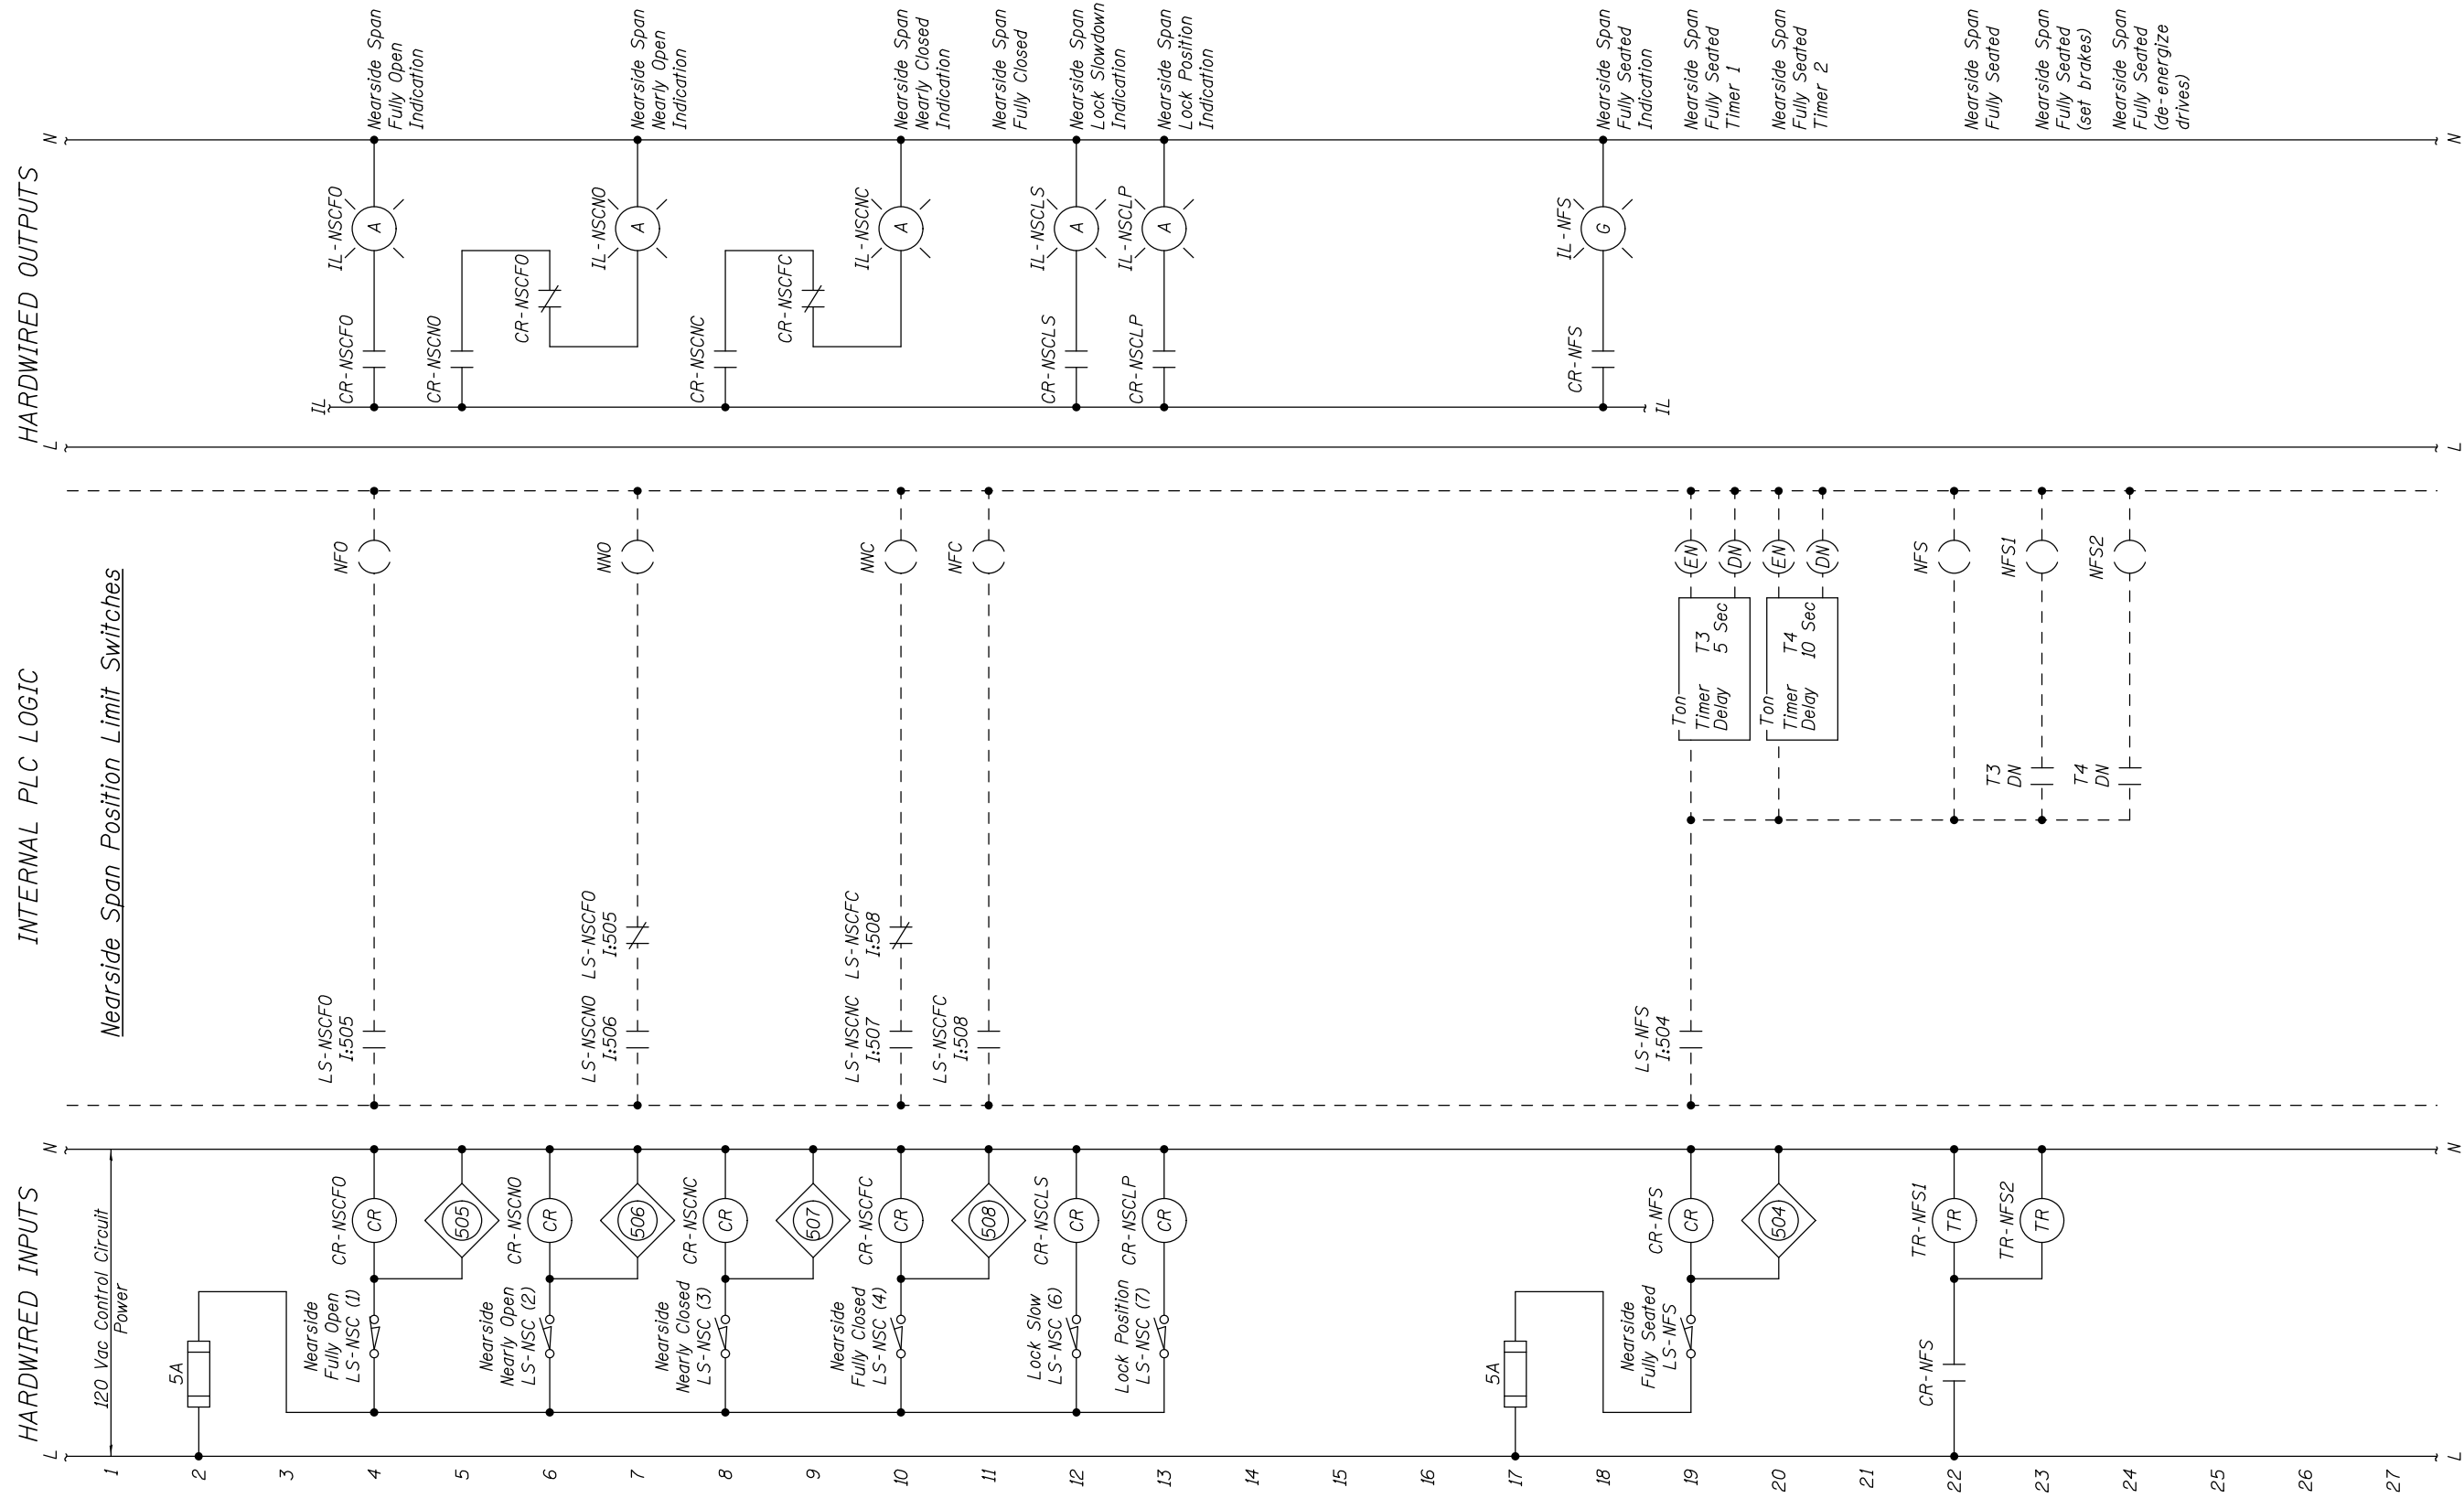 HARDWIRED INPUTS
INTERNAL PLC LOGIC
HARDWIRED OUTPUTS
L
N
L
N
Nearside Span Position Limit Switches
1
120 Vac Control Circuit
Power
2
5A
3
4
Nearside
Fully Open
LS-NSC (1)
CR-NSCFO
CR
LS-NSCFO
I:505
NFO
IL
CR-NSCFO
IL-NSCFO
A
Nearside Span
Fully Open
Indication
5
505
CR-NSCNO
6
Nearside
Nearly Open
LS-NSC (2)
CR-NSCNO
CR
CR-NSCFO
7
506
LS-NSCNO
I:506
LS-NSCFO
I:505
NNO
IL-NSCNO
A
Nearside Span
Nearly Open
Indication
8
Nearside
Nearly Closed
LS-NSC (3)
CR-NSCNC
CR
CR-NSCNC
9
507
CR-NSCFC
10
Nearside
Fully Closed
LS-NSC (4)
CR-NSCFC
CR
LS-NSCNC
I:507
LS-NSCFC
I:508
NNC
IL-NSCNC
A
Nearside Span
Nearly Closed
Indication
11
508
LS-NSCFC
I:508
NFC
Nearside Span
Fully Closed
12
Lock Slow
LS-NSC (6)
CR-NSCLS
CR
CR-NSCLS
IL-NSCLS
A
Nearside Span
Lock Slowdown
Indication
13
Lock Position
LS-NSC (7)
CR-NSCLP
CR
CR-NSCLP
IL-NSCLP
A
Nearside Span
Lock Position
Indication
14
15
16
17
5A
18
CR-NFS
IL-NFS
G
Nearside Span
Fully Seated
Indication
IL
19
Nearside
Fully Seated
LS-NFS
CR-NFS
CR
LS-NFS
I:504
Ton
Timer T3
Delay 5 Sec
EN
DN
Nearside Span
Fully Seated
Timer 1
20
504
Ton
Timer T4
Delay 10 Sec
EN
DN
Nearside Span
Fully Seated
Timer 2
21
22
CR-NFS
TR-NFS1
TR
NFS
Nearside Span
Fully Seated
23
TR-NFS2
TR
T3
DN
NFS1
Nearside Span
Fully Seated
(set brakes)
24
T4
DN
NFS2
Nearside Span
Fully Seated
(de-energize
drives)
25
26
27
L
N
L
N